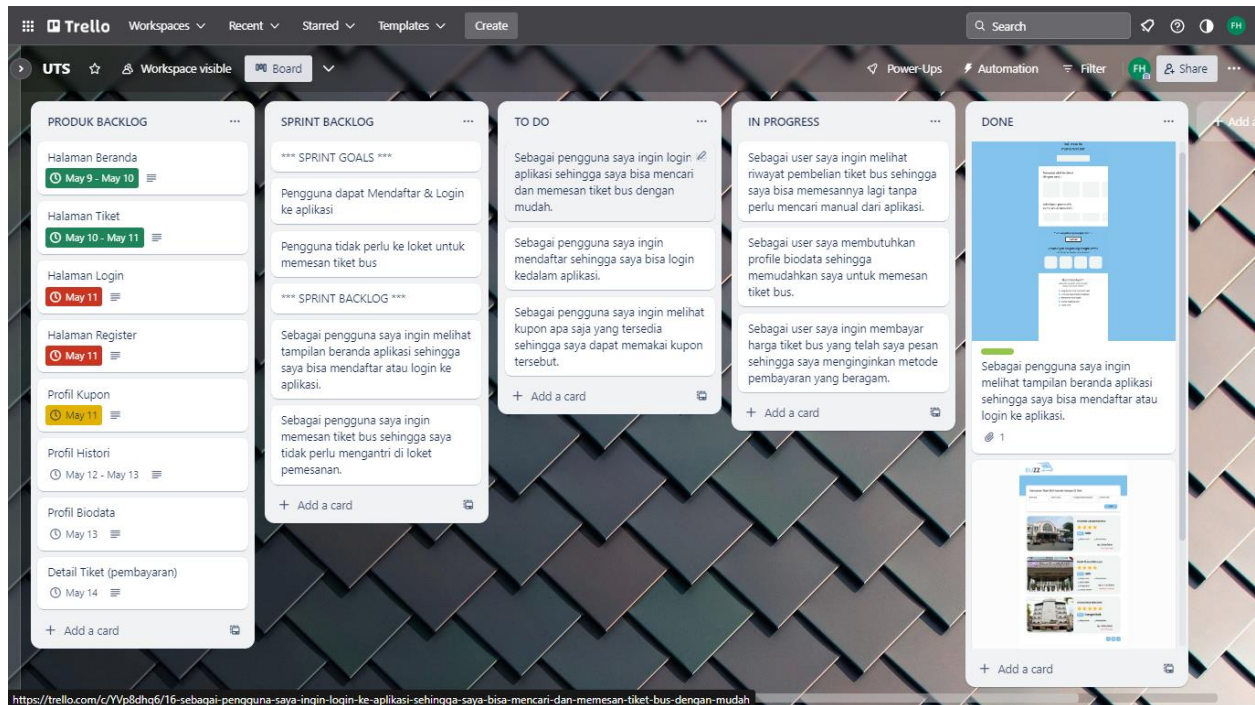 Trello
Workspaces
Recent
Starred
Templates
Create
Search
FH
UTS
Workspace visible
Board
Power-Ups
Automation
Filter
FH
Share
PRODUK BACKLOG
Halaman Beranda
May 9 - May 10
Halaman Tiket
May 10 - May 11
Halaman Login
May 11
Halaman Register
May 11
Profil Kupon
May 11
Profil Histori
May 12 - May 13
Profil Biodata
May 13
Detail Tiket (pembayaran)
May 14
+ Add a card
SPRINT BACKLOG
*** SPRINT GOALS ***
Pengguna dapat Mendaftar & Login
ke aplikasi
Pengguna tidak perlu ke loket untuk
memesan tiket bus
*** SPRINT BACKLOG ***
Sebagai pengguna saya ingin melihat
tampilan beranda aplikasi sehingga
saya bisa mendaftar atau login ke
aplikasi.
Sebagai pengguna saya ingin
memesan tiket bus sehingga saya
tidak perlu mengantri di loket
pemesanan.
+ Add a card
TO DO
Sebagai pengguna saya ingin login
aplikasi sehingga saya bisa mencari
dan memesan tiket bus dengan
mudah.
Sebagai pengguna saya ingin
mendaftar sehingga saya bisa login
kedalam aplikasi.
Sebagai pengguna saya ingin melihat
kupon apa saja yang tersedia
sehingga saya dapat memakai kupon
tersebut.
+ Add a card
IN PROGRESS
Sebagai user saya ingin melihat
riwayat pembelian tiket bus sehingga
saya bisa memesannya lagi tanpa
perlu mencari manual dari aplikasi.
Sebagai user saya membutuhkan
profile biodata sehingga
memudahkan saya untuk memesan
tiket bus.
Sebagai user saya ingin membayar
harga tiket bus yang telah saya pesan
sehingga saya menginginkan metode
pembayaran yang beragam.
+ Add a card
DONE
Sebagai pengguna saya ingin
melihat tampilan beranda aplikasi
sehingga saya bisa mendaftar atau
login ke aplikasi.
1
BUZZ
+ Add a card
+ Add
https://trello.com/c/YVp8dhq6/16-sebagai-pengguna-saya-ingin-login-ke-aplikasi-sehingga-saya-bisa-mencari-dan-memesan-tiket-bus-dengan-mudah